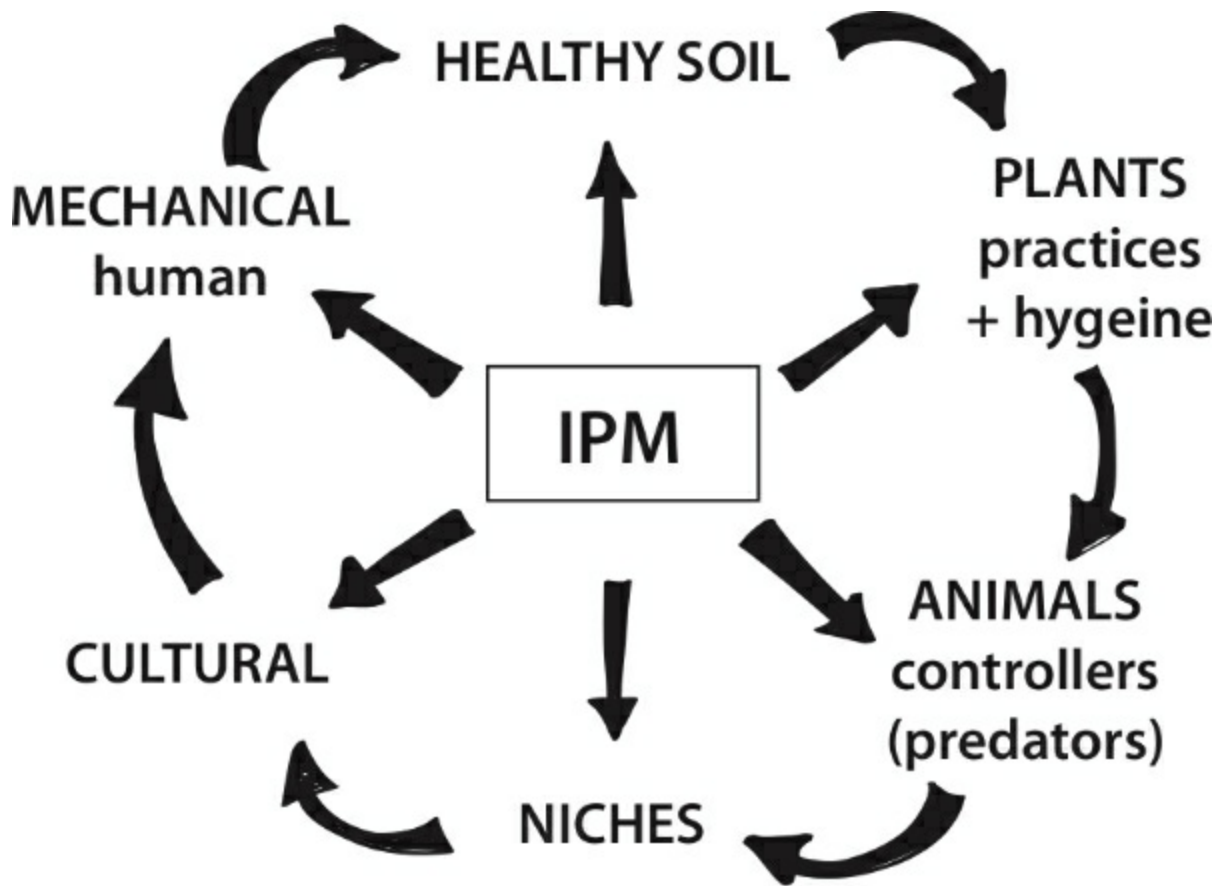 HEALTHY SOIL
PLANTS
practices
+ hygeine
ANIMALS
controllers
(predators)
NICHES
CULTURAL
MECHANICAL
human
IPM